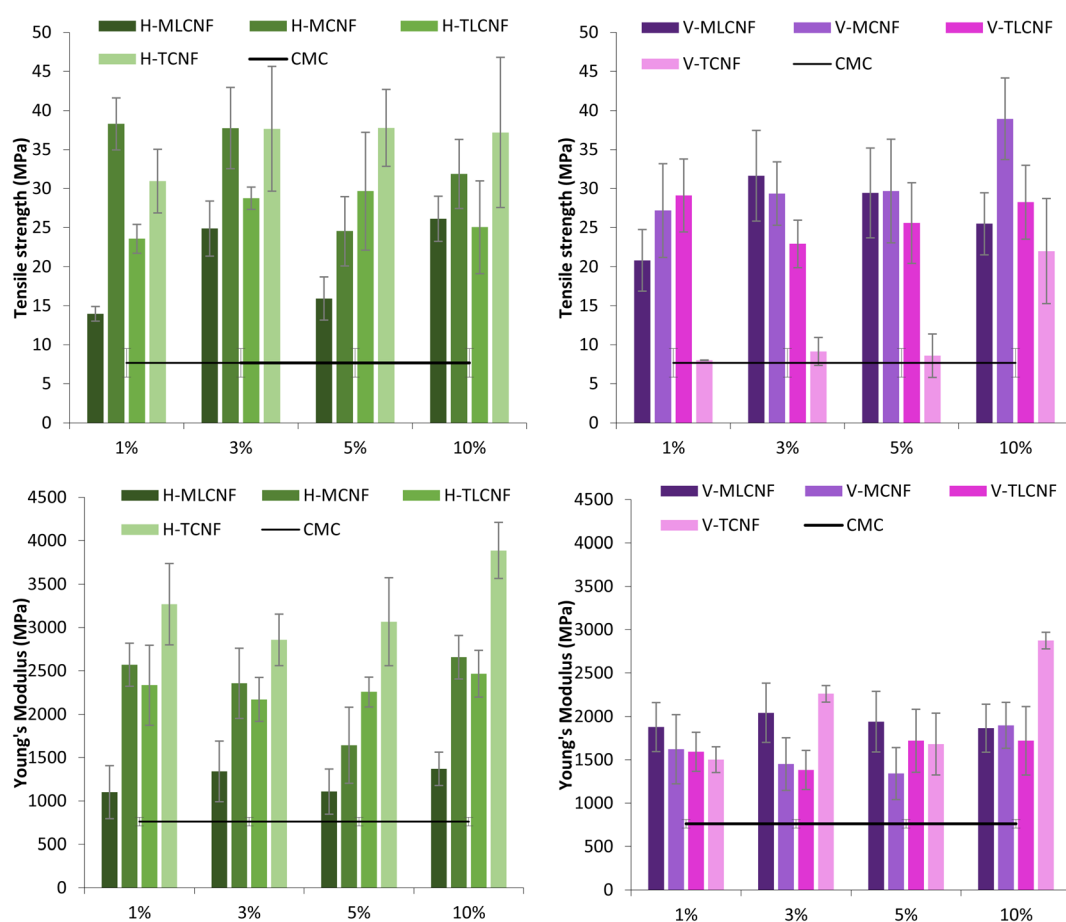 H-MLCNF H-MCNF H-TLCNF
H-TCNF CMC
Tensile strength (MPa)
50
45
40
35
30
25
20
15
10
5
0
1% 3% 5% 10%
V-MLCNF V-MCNF V-TLCNF
V-TCNF CMC
Tensile strength (MPa)
50
45
40
35
30
25
20
15
10
5
0
1% 3% 5% 10%
H-MLCNF H-MCNF H-TLCNF
H-TCNF CMC
Young's Modulus (MPa)
4500
4000
3500
3000
2500
2000
1500
1000
500
0
1% 3% 5% 10%
V-MLCNF V-MCNF V-TLCNF
V-TCNF CMC
Young's Modulus (MPa)
4500
4000
3500
3000
2500
2000
1500
1000
500
0
1% 3% 5% 10%